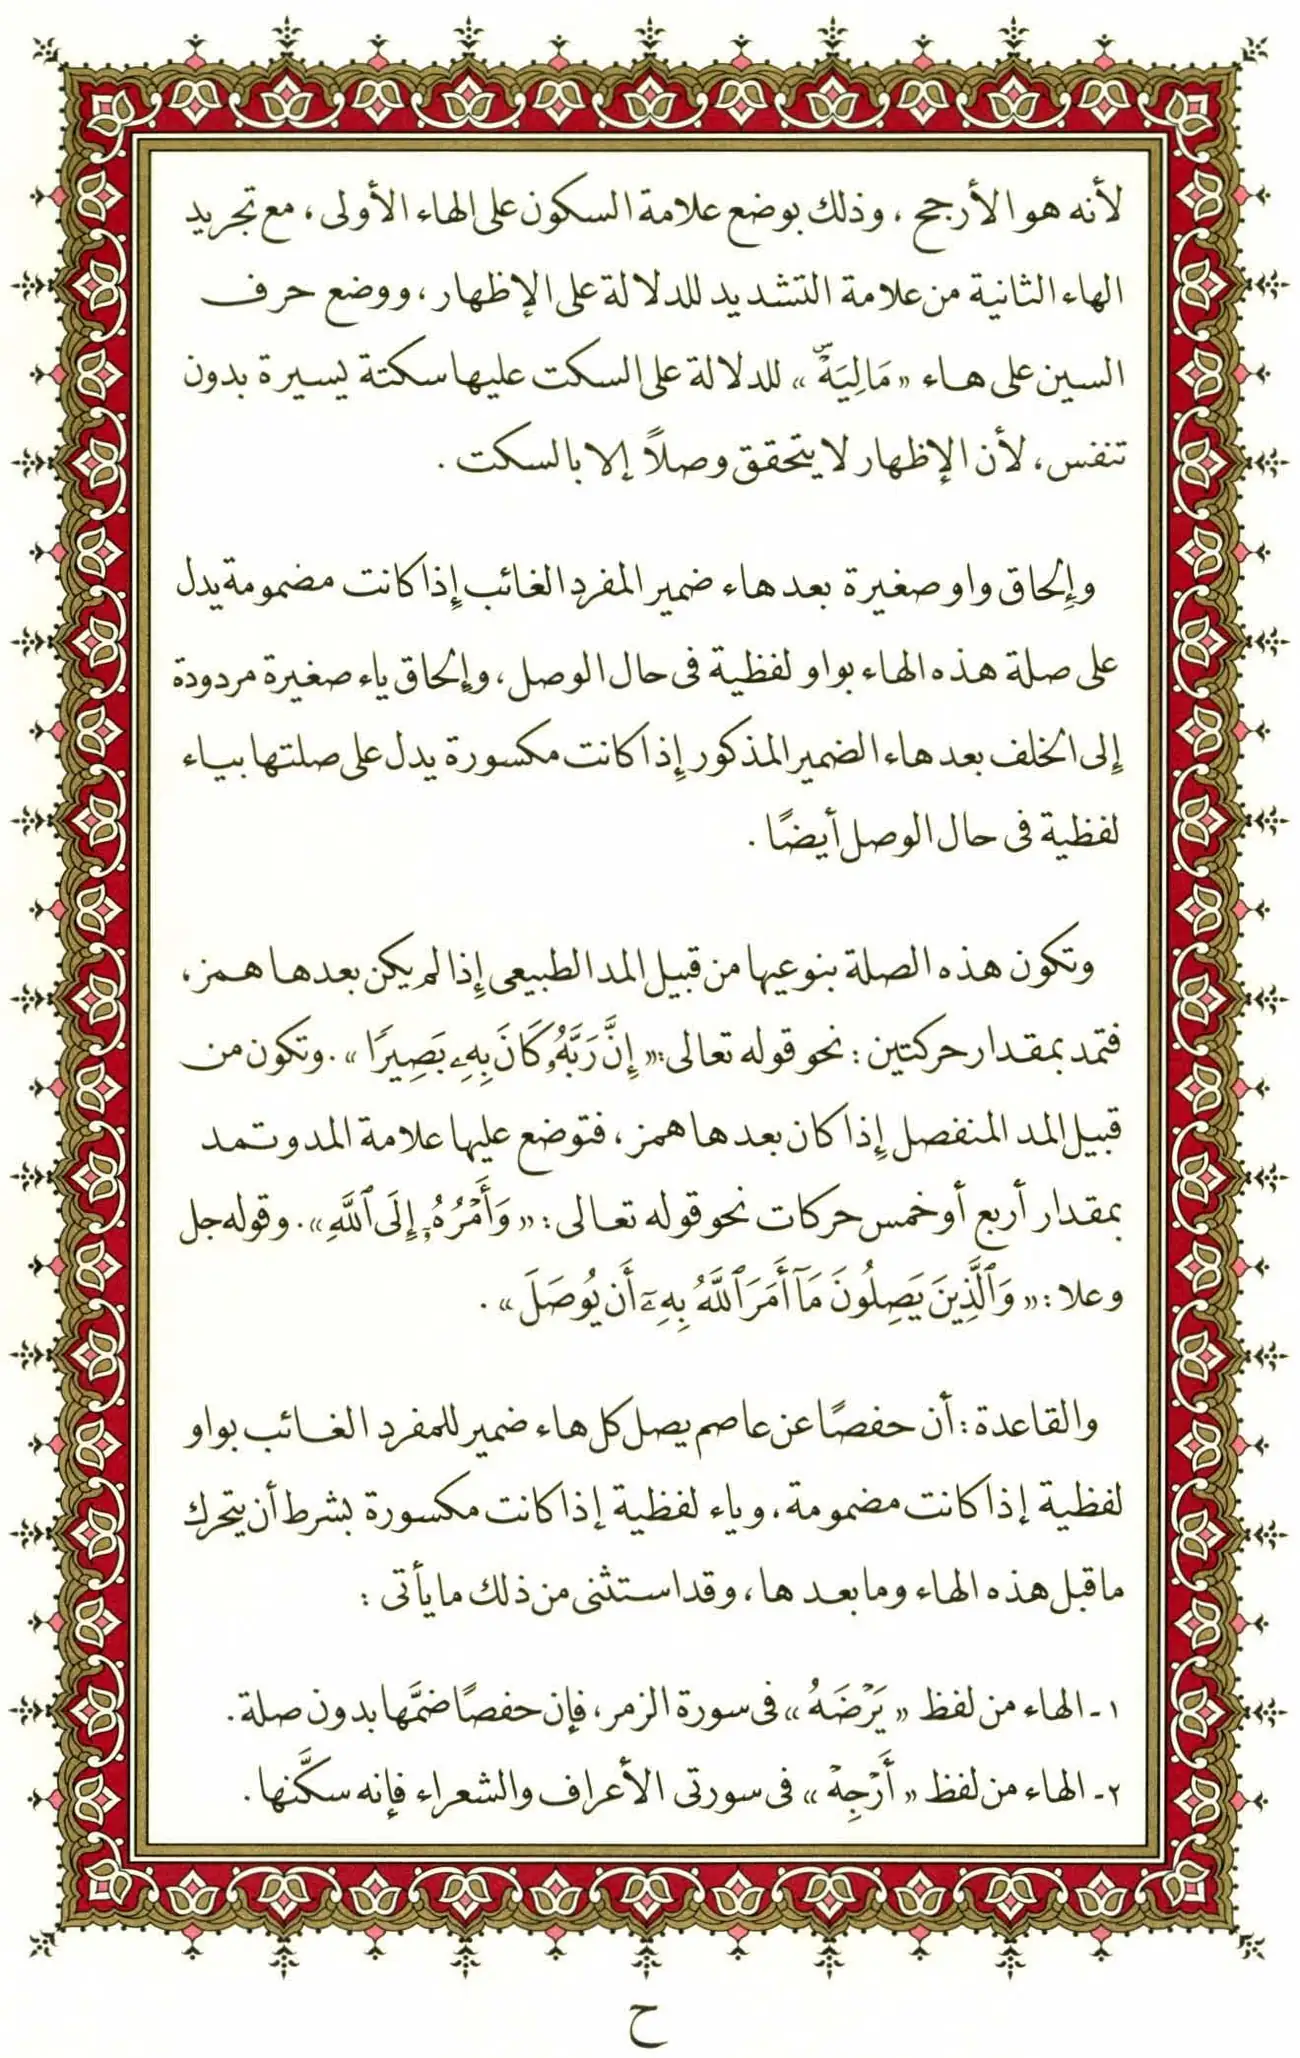 لأنه هو الأرجح ، وذلك بوضع علامة السكون على الهاء الأولى ، مع تجريد
الهاء الثانية من علامة التشديد للدلالة على الإظهار ، ووضع حرف
السين على هاء « مَالِيَهْۜ » للدلالة على السكت عليها سكتة يسيرة بدون
تنفس ، لأن الإظهار لا يتحقق وصلاً إلا بالسكت .
وإلحاق واو صغيرة بعد هاء ضمير المفرد الغائب إذا كانت مضمومة يدل
على صلة هذه الهاء بواو لفظية فى حال الوصل ، وإلحاق ياء صغيرة مردودة
إلى الخلف بعد هاء الضمير المذكور إذا كانت مكسورة يدل على صلتها بياء
لفظية فى حال الوصل أيضًا .
وتكون هذه الصلة بنوعيها من قبيل المد الطبيعى إذا لم يكن بعدها همز ،
فتمد بمقدار حركتين : نحو قوله تعالى : « إِنَّ رَبَّهُۥ كَانَ بِهِۦ بَصِيرًا » . وتكون من
قبيل المد المنفصل إذا كان بعدها همز ، فتوضع عليها علامة المد وتمد
بمقدار أربع أو خمس حركات نحو قوله تعالى : « وَأَمْرُهُۥٓ إِلَى ٱللَّهِ » . وقوله جل
وعلا : « وَٱلَّذِينَ يَصِلُونَ مَآ أَمَرَ ٱللَّهُ بِهِۦٓ أَن يُوصَلَ » .
والقاعدة : أن حفصًا عن عاصم يصل كل هاء ضمير للمفرد الغائب بواو
لفظية إذا كانت مضمومة ، وياء لفظية إذا كانت مكسورة بشرط أن يتحرك
ما قبل هذه الهاء وما بعدها ، وقد استثنى من ذلك ما يأتى :
١ - الهاء من لفظ « يَرْضَهُ » فى سورة الزمر ، فإن حفصًا ضمَّها بدون صلة .
٢ - الهاء من لفظ « أَرْجِهْ » فى سورتى الأعراف والشعراء فإنه سكَّنها .
ح